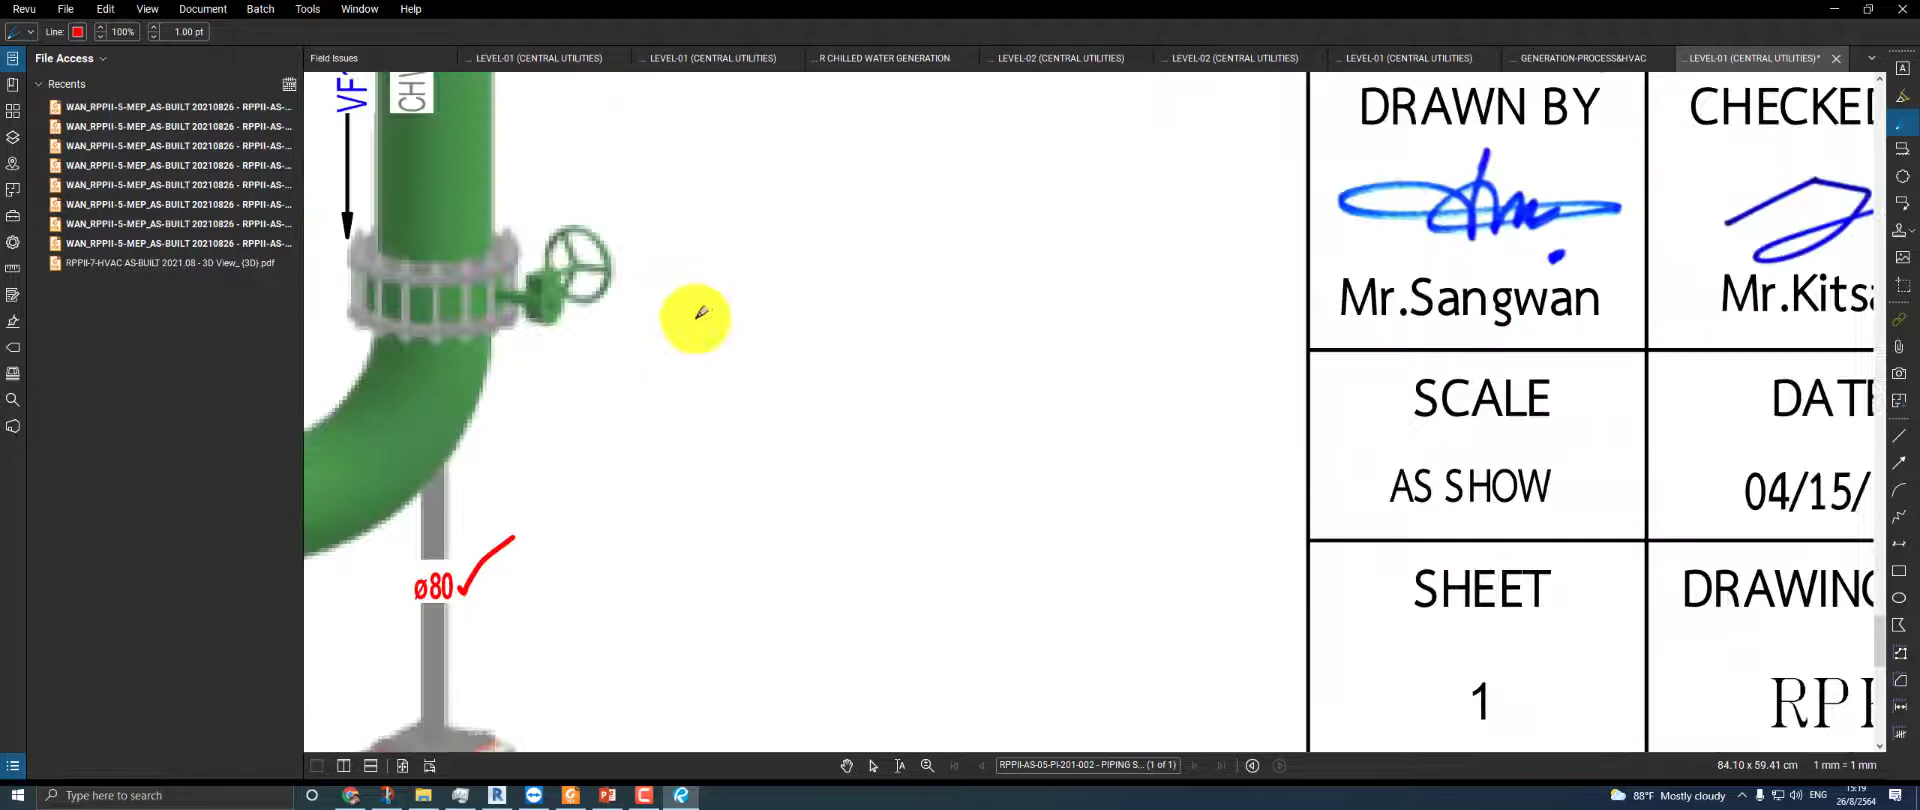 Revu File Edit View Document Batch Tools Window Help
Line: 100% 1.00 pt
File Access
Field Issues ... LEVEL-01 (CENTRAL UTILITIES) ... LEVEL-01 (CENTRAL UTILITIES) ...R CHILLED WATER GENERATION ... LEVEL-02 (CENTRAL UTILITIES) ... LEVEL-02 (CENTRAL UTILITIES) ... LEVEL-01 (CENTRAL UTILITIES) ... GENERATION-PROCESS&HVAC ... LEVEL-01 (CENTRAL UTILITIES)*
Recents
WAN_RPPII-5-MEP_AS-BUILT 20210826 - RPPII-AS-...
WAN_RPPII-5-MEP_AS-BUILT 20210826 - RPPII-AS-...
WAN_RPPII-5-MEP_AS-BUILT 20210826 - RPPII-AS-...
WAN_RPPII-5-MEP_AS-BUILT 20210826 - RPPII-AS-...
WAN_RPPII-5-MEP_AS-BUILT 20210826 - RPPII-AS-...
WAN_RPPII-5-MEP_AS-BUILT 20210826 - RPPII-AS-...
WAN_RPPII-5-MEP_AS-BUILT 20210826 - RPPII-AS-...
WAN_RPPII-5-MEP_AS-BUILT 20210826 - RPPII-AS-...
RPPII-7-HVAC AS-BUILT 2021.08 - 3D View_ {3D}.pdf
ø80
DRAWN BY
Mr.Sangwan
SCALE
AS SHOW
04/15/
SHEET
1
RPPII-AS-05-PI-201-002 - PIPING S... (1 of 1)
84.10 x 59.41 cm 1 mm = 1 mm
Type here to search
88°F Mostly cloudy
ENG
15:19
26/8/2564